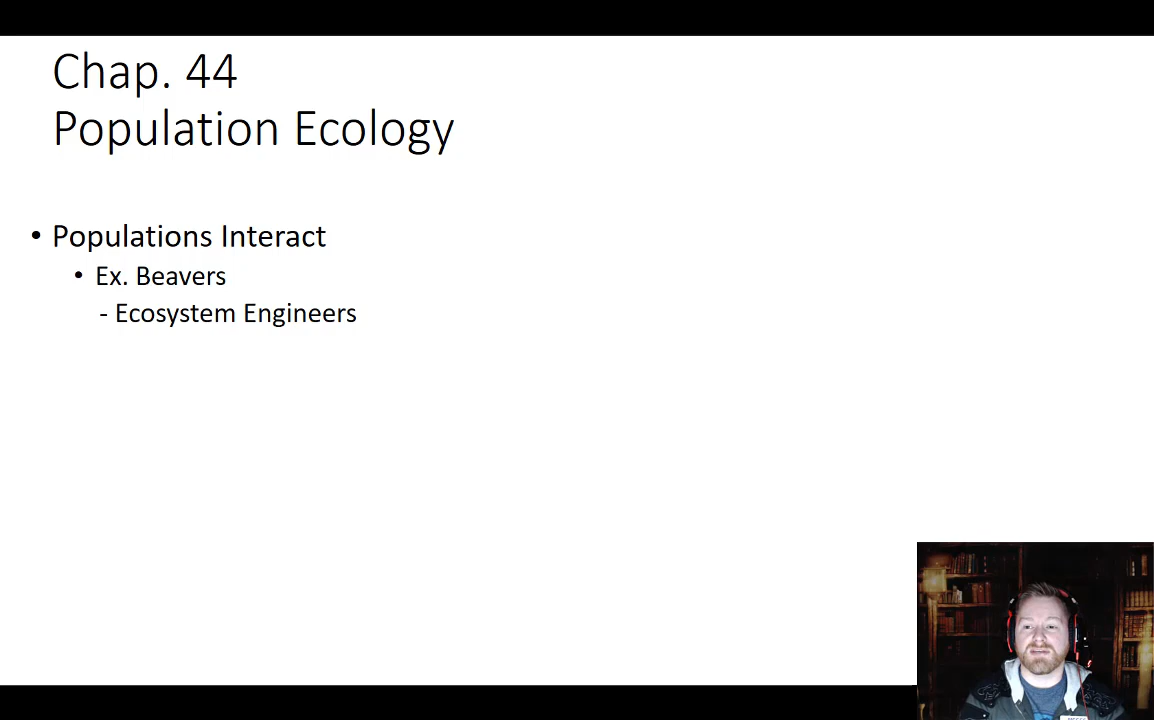 Chap. 44
Population Ecology
• Populations Interact
• Ex. Beavers
- Ecosystem Engineers